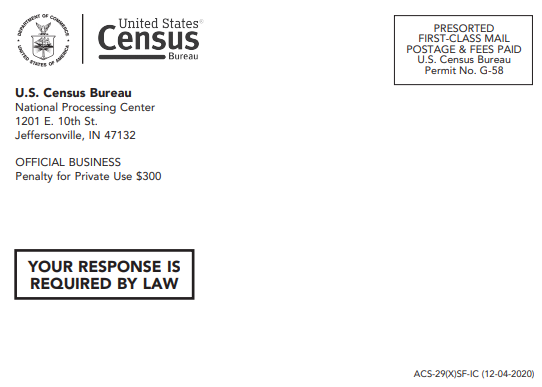 DEPARTMENT OF COMMERCE
UNITED STATES OF AMERICA
United States®
Census
Bureau
PRESORTED
FIRST-CLASS MAIL
POSTAGE & FEES PAID
U.S. Census Bureau
Permit No. G-58
U.S. Census Bureau
National Processing Center
1201 E. 10th St.
Jeffersonville, IN 47132
OFFICIAL BUSINESS
Penalty for Private Use $300
YOUR RESPONSE IS
REQUIRED BY LAW
ACS-29(X)SF-IC (12-04-2020)